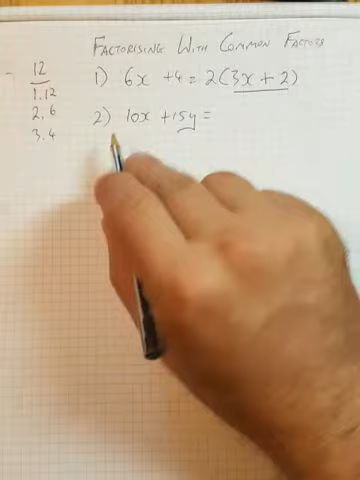 FACTORISING WITH COMMON FACTORS
12
1.12
2,6
3.4
1) 6x +4 = 2(3x + 2)
2) 10x +15y =